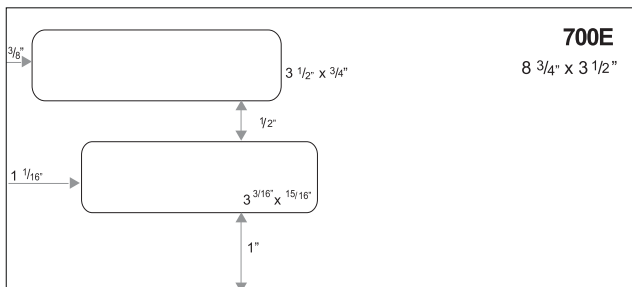 700E
8 3/4" x 3 1/2"
3/8"
3 1/2" x 3/4"
1/2"
1 1/16"
3 3/16" x 15/16"
1"